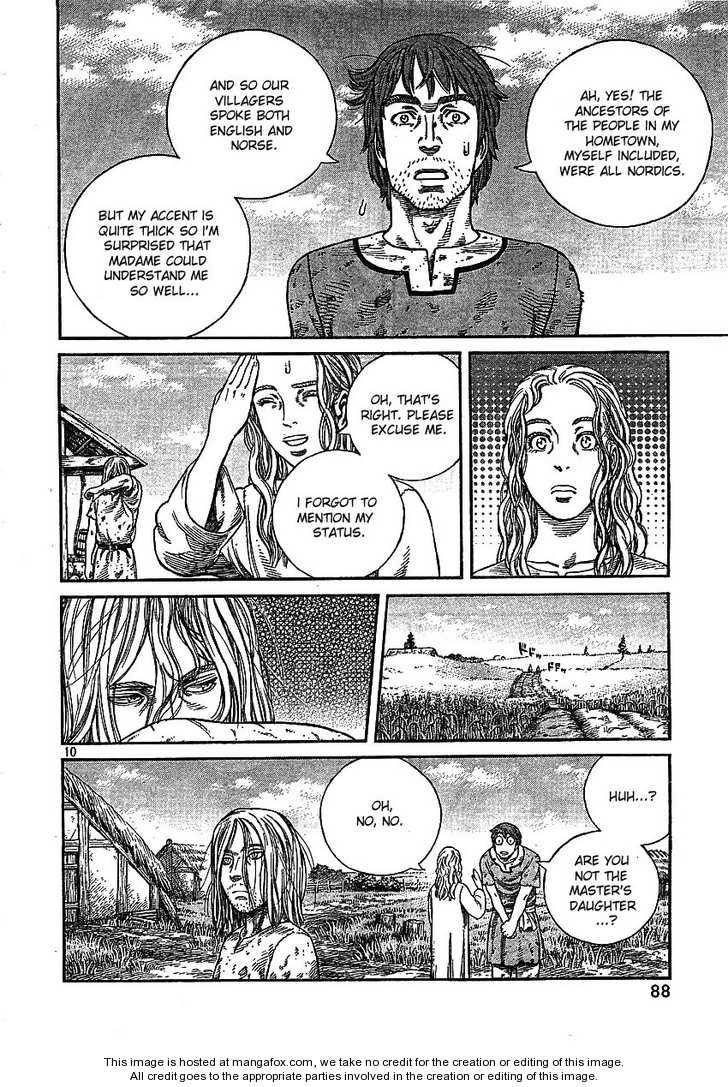 AH, YES! THE
ANCESTORS OF
THE PEOPLE IN MY
HOMETOWN,
MYSELF INCLUDED,
WERE ALL NORDICS.
AND SO OUR
VILLAGERS
SPOKE BOTH
ENGLISH AND
NORSE.
BUT MY ACCENT IS
QUITE THICK SO I'M
SURPRISED THAT
MADAME COULD
UNDERSTAND ME
SO WELL...
OH, THAT'S
RIGHT. PLEASE
EXCUSE ME.
I FORGOT TO
MENTION MY
STATUS.
10
HUH...?
ARE YOU
NOT THE
MASTER'S
DAUGHTER
...?
OH,
NO, NO.
88
This image is hosted at mangafox.com, we take no credit for the creation or editing of this image.
All credit goes to the appropriate parties involved in the creation or editing of this image.